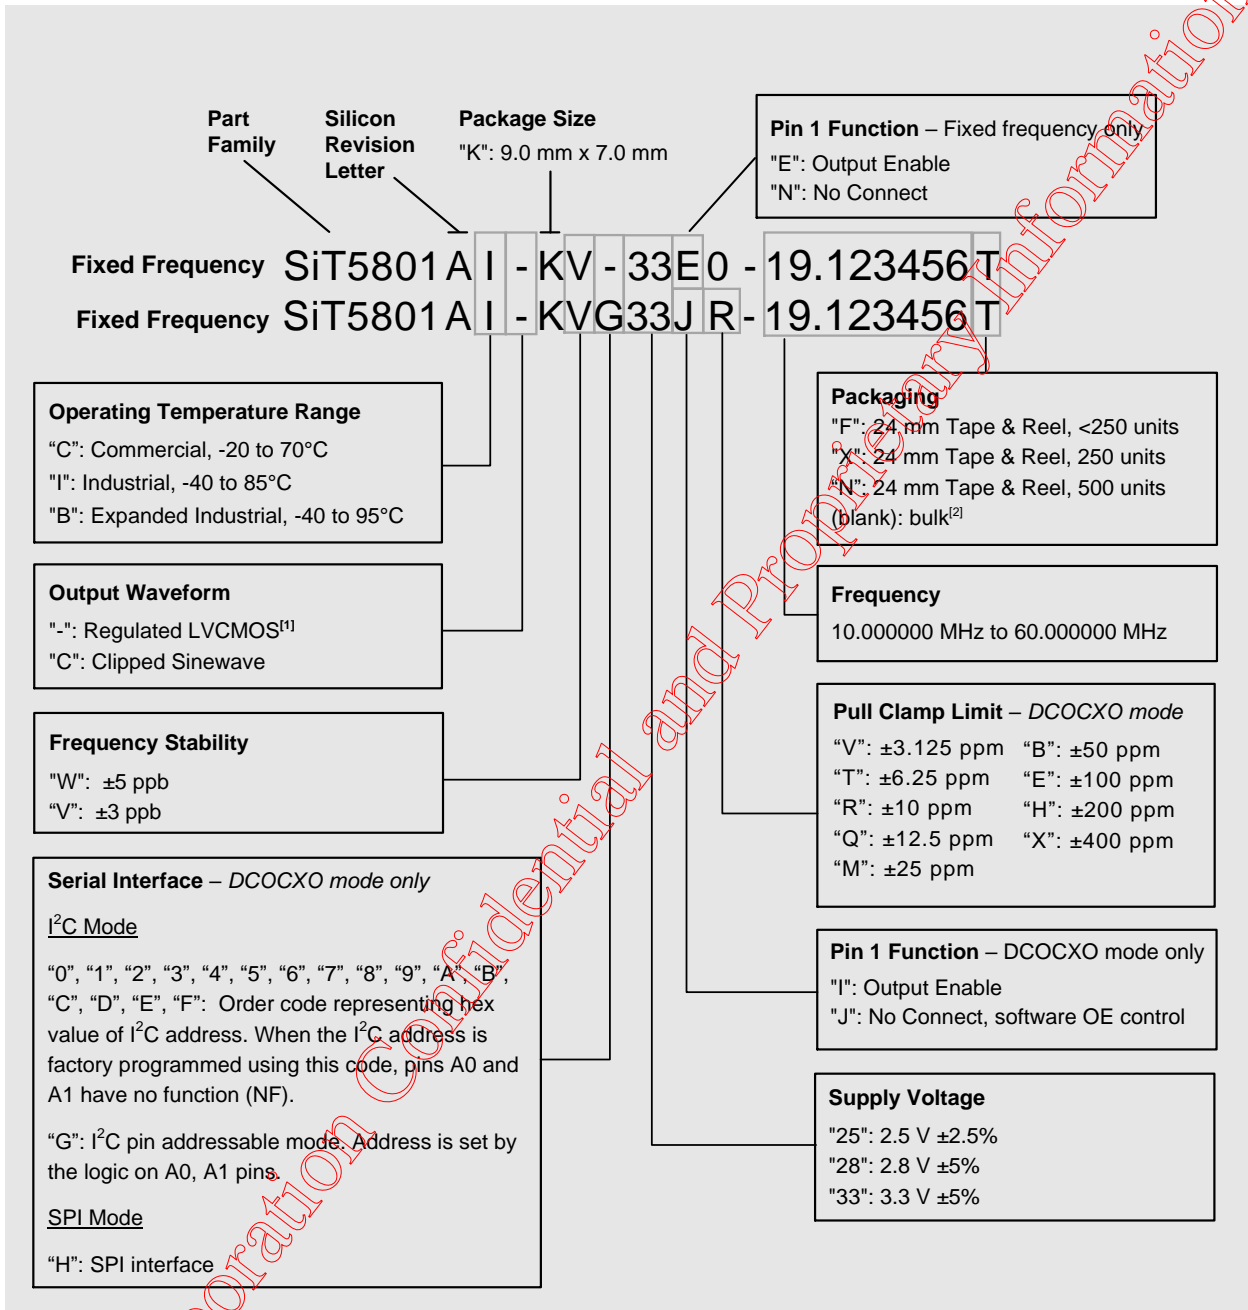 Part
Family
Silicon
Revision
Letter
Package Size
"K": 9.0 mm x 7.0 mm
Pin 1 Function – Fixed frequency only
"E": Output Enable
"N": No Connect
Fixed Frequency SiT5801AI-KV-33E0-19.123456T
Fixed Frequency SiT5801AI-KVG33JR-19.123456T
Operating Temperature Range
“C”: Commercial, -20 to 70°C
"I": Industrial, -40 to 85°C
"B": Expanded Industrial, -40 to 95°C
Output Waveform
"-": Regulated LVCMOS[1]
"C": Clipped Sinewave
Frequency Stability
"W": ±5 ppb
“V”: ±3 ppb
Serial Interface – DCOCXO mode only
I²C Mode
“0”, “1”, “2”, “3”, “4”, “5”, “6”, “7”, “8”, “9”, “A”, “B”,
“C”, “D”, “E”, “F”: Order code representing hex
value of I²C address. When the I²C address is
factory programmed using this code, pins A0 and
A1 have no function (NF).
“G”: I²C pin addressable mode. Address is set by
the logic on A0, A1 pins.
SPI Mode
“H”: SPI interface
Packaging
"F": 24 mm Tape & Reel, <250 units
"X": 24 mm Tape & Reel, 250 units
“N”: 24 mm Tape & Reel, 500 units
(blank): bulk[2]
Frequency
10.000000 MHz to 60.000000 MHz
Pull Clamp Limit – DCOCXO mode
“V”: ±3.125 ppm “B”: ±50 ppm
“T”: ±6.25 ppm “E”: ±100 ppm
“R”: ±10 ppm “H”: ±200 ppm
“Q”: ±12.5 ppm “X”: ±400 ppm
“M”: ±25 ppm
Pin 1 Function – DCOCXO mode only
"I": Output Enable
"J": No Connect, software OE control
Supply Voltage
"25": 2.5 V ±2.5%
"28": 2.8 V ±5%
"33": 3.3 V ±5%
oration Confidential and Proprietary Information